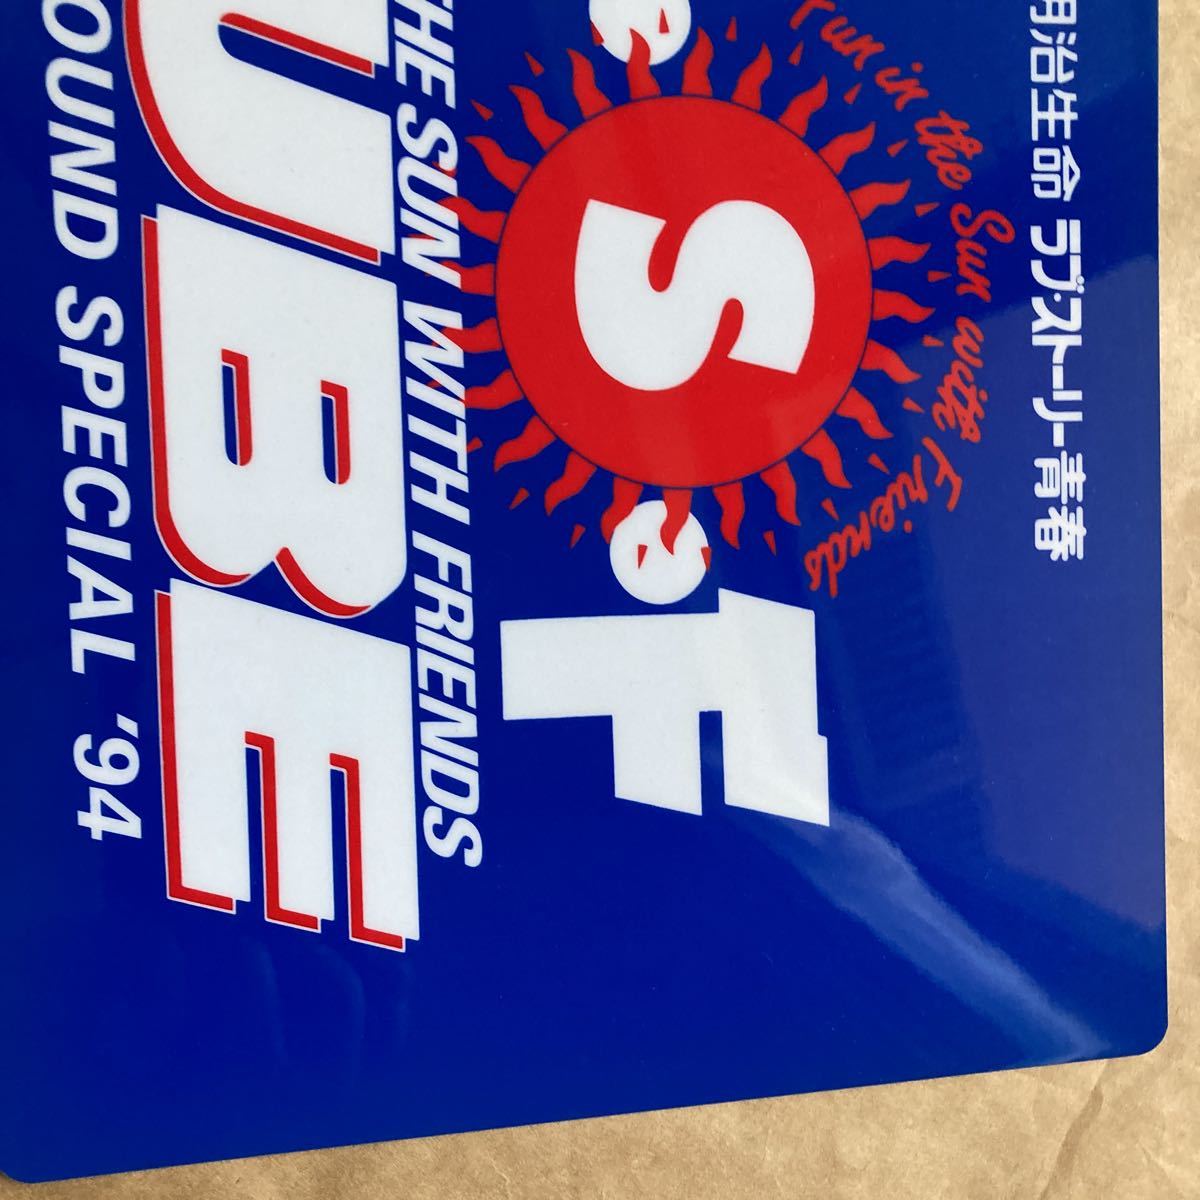 明治生命 ラブ・ストーリー青春
run in the Sun with Friends
S・F
THE SUN WITH FRIENDS
UBE
OUND SPECIAL '94